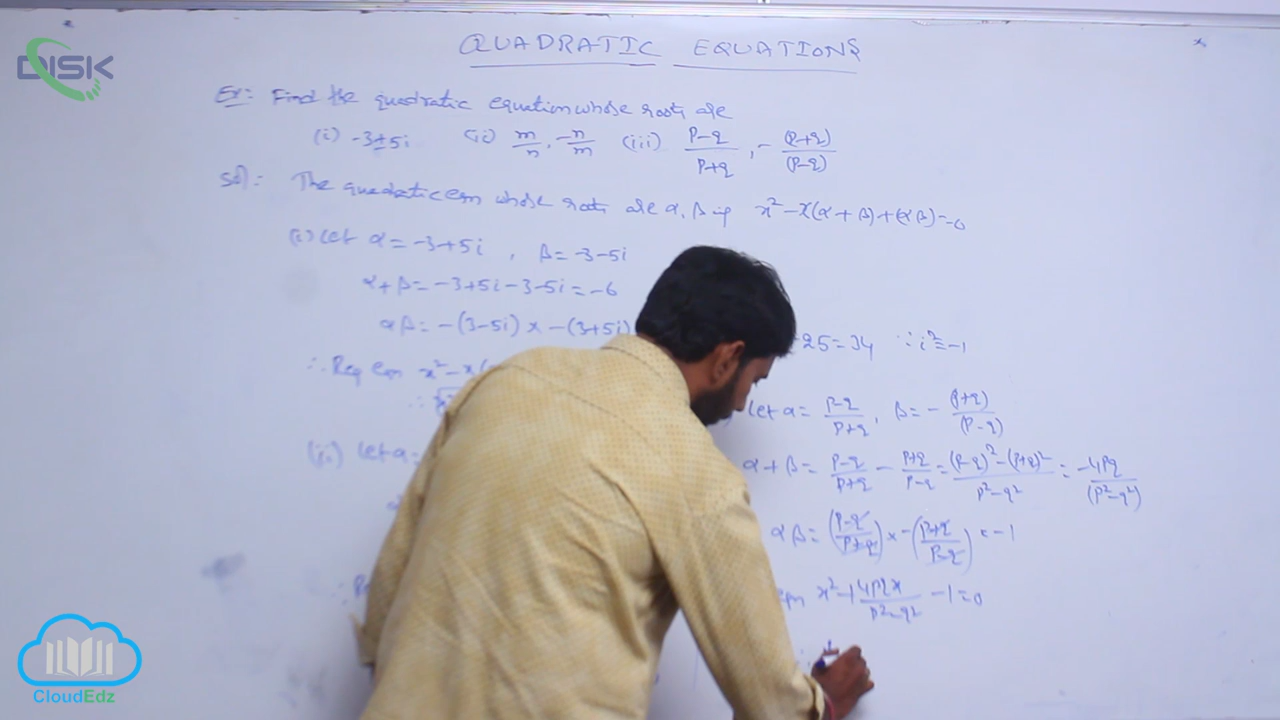 DISK
QUADRATIC EQUATIONS
Ex: Find the quadratic equation whose roots are
(i) -3±5i (ii) m/n, -n/m (iii) P-q/P+q, -(P+q)/(P-q)
Sol: The quadratic eqn whose roots are α, β is x² - x(α+β) + (αβ) = 0
(i) Let α = -3+5i, β = -3-5i
α+β = -3+5i-3-5i = -6
αβ = -(3-5i) × -(3+5i)
25 = 34 ∵ i² = -1
∴ Req eqn x² - x(
(ii) Let α =
Let α = P-q/P+q, β = -(P+q)/(P-q)
α+β = P-q/P+q - P+q/P-q = (P-q)² - (P+q)²/P²-q² = -4Pq/(P²-q²)
αβ = (P-q/P+q) × -(P+q/P-q) = -1
eqn x² + 4Pqx/P²-q² - 1 = 0
CloudEdz